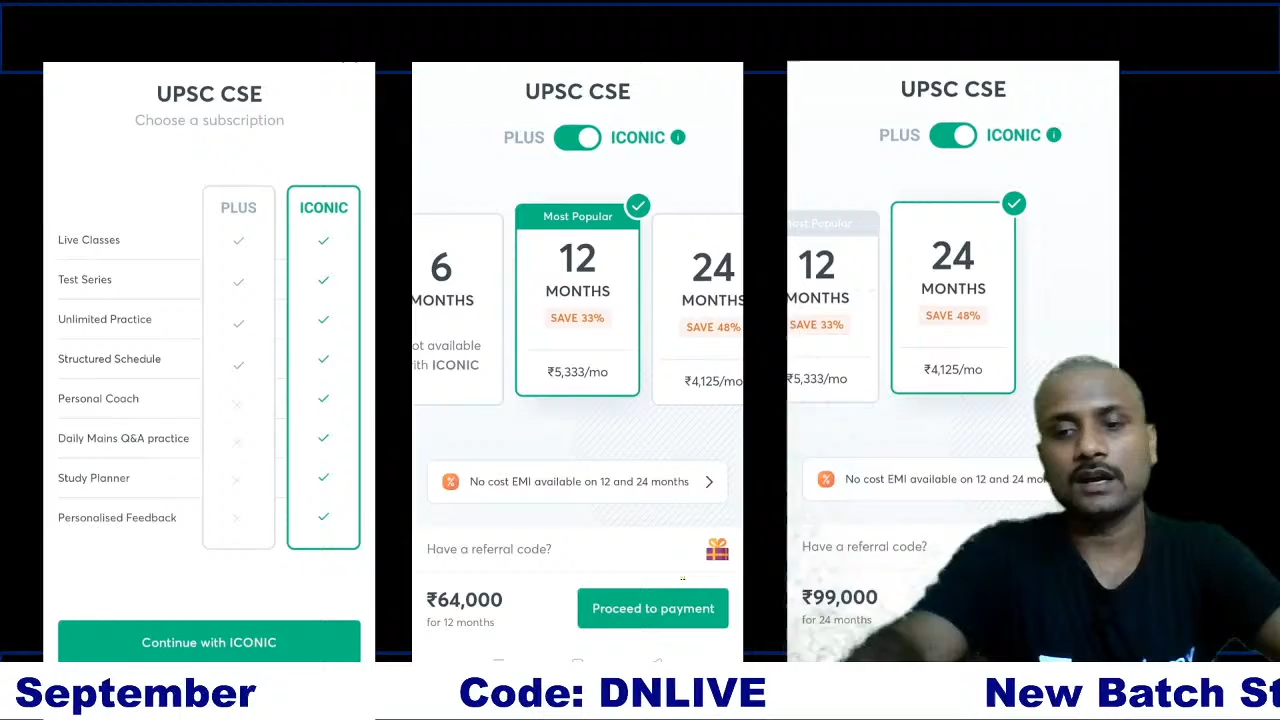 UPSC CSE
Choose a subscription
PLUS
ICONIC
Live Classes
Test Series
Unlimited Practice
Structured Schedule
Personal Coach
Daily Mains Q&A practice
Study Planner
Personalised Feedback
Continue with ICONIC
UPSC CSE
PLUS ICONIC
6
MONTHS
ot available
ith ICONIC
Most Popular
12
MONTHS
SAVE 33%
₹5,333/mo
24
MONTHS
SAVE 48%
₹4,125/mo
No cost EMI available on 12 and 24 months
Have a referral code?
₹64,000
for 12 months
Proceed to payment
UPSC CSE
PLUS ICONIC
ost Popular
12
MONTHS
SAVE 33%
₹5,333/mo
24
MONTHS
SAVE 48%
₹4,125/mo
No cost EMI available on 12 and 24 mon
Have a referral code?
₹99,000
for 24 months
September Code: DNLIVE New Batch St